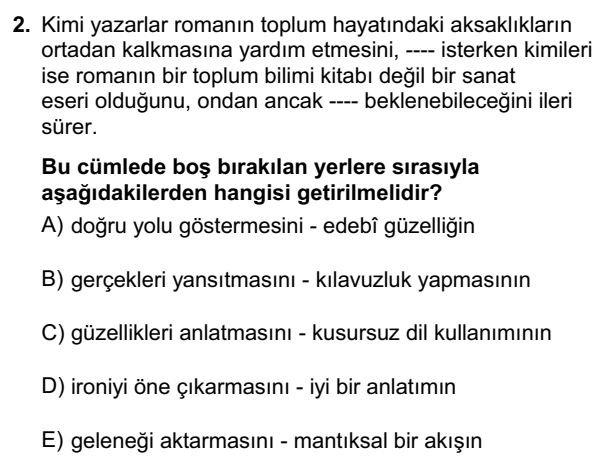 2. Kimi yazarlar romanın toplum hayatındaki aksaklıkların
ortadan kalkmasına yardım etmesini, ---- isterken kimileri
ise romanın bir toplum bilimi kitabı değil bir sanat
eseri olduğunu, ondan ancak ---- beklenebileceğini ileri
sürer.
Bu cümlede boş bırakılan yerlere sırasıyla
aşağıdakilerden hangisi getirilmelidir?
A) doğru yolu göstermesini - edebî güzelliğin
B) gerçekleri yansıtmasını - kılavuzluk yapmasının
C) güzellikleri anlatmasını - kusursuz dil kullanımının
D) ironiyi öne çıkarmasını - iyi bir anlatımın
E) geleneği aktarmasını - mantıksal bir akışın